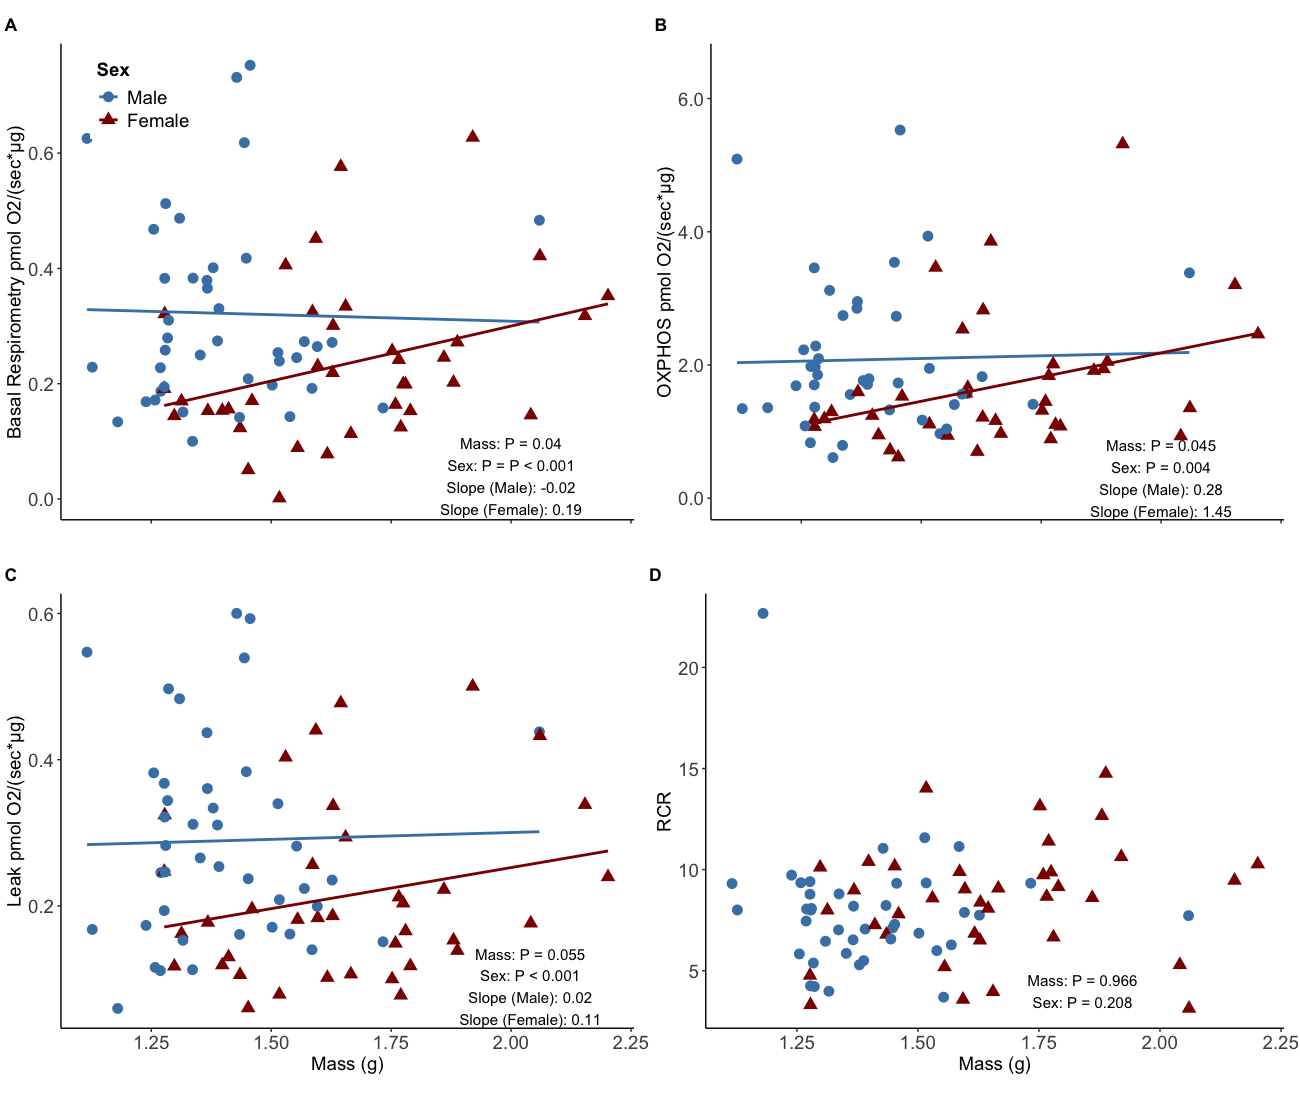 A
Sex
Male
Female
Basal Respirometry pmol O2/(sec*µg)
0.6
0.4
0.2
0.0
Mass: P = 0.04
Sex: P = P < 0.001
Slope (Male): -0.02
Slope (Female): 0.19
B
OXPHOS pmol O2/(sec*µg)
6.0
4.0
2.0
0.0
Mass: P = 0.045
Sex: P = 0.004
Slope (Male): 0.28
Slope (Female): 1.45
C
Leak pmol O2/(sec*µg)
0.6
0.4
0.2
Mass: P = 0.055
Sex: P < 0.001
Slope (Male): 0.02
Slope (Female): 0.11
1.25 1.50 1.75 2.00 2.25
Mass (g)
D
RCR
20
15
10
5
Mass: P = 0.966
Sex: P = 0.208
1.25 1.50 1.75 2.00 2.25
Mass (g)